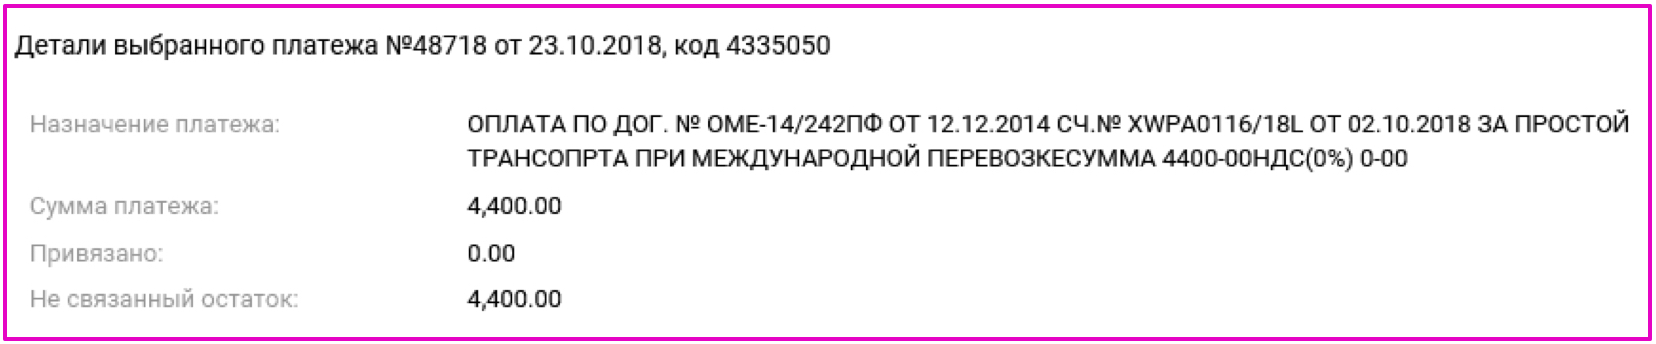 Детали выбранного платежа №48718 от 23.10.2018, код 4335050
Назначение платежа: ОПЛАТА ПО ДОГ. № ОМЕ-14/242ПФ ОТ 12.12.2014 СЧ.№ XWPA0116/18L ОТ 02.10.2018 ЗА ПРОСТОЙ
ТРАНСОПРТА ПРИ МЕЖДУНАРОДНОЙ ПЕРЕВОЗКЕСУММА 4400-00НДС(0%) 0-00
Сумма платежа: 4,400.00
Привязано: 0.00
Не связанный остаток: 4,400.00